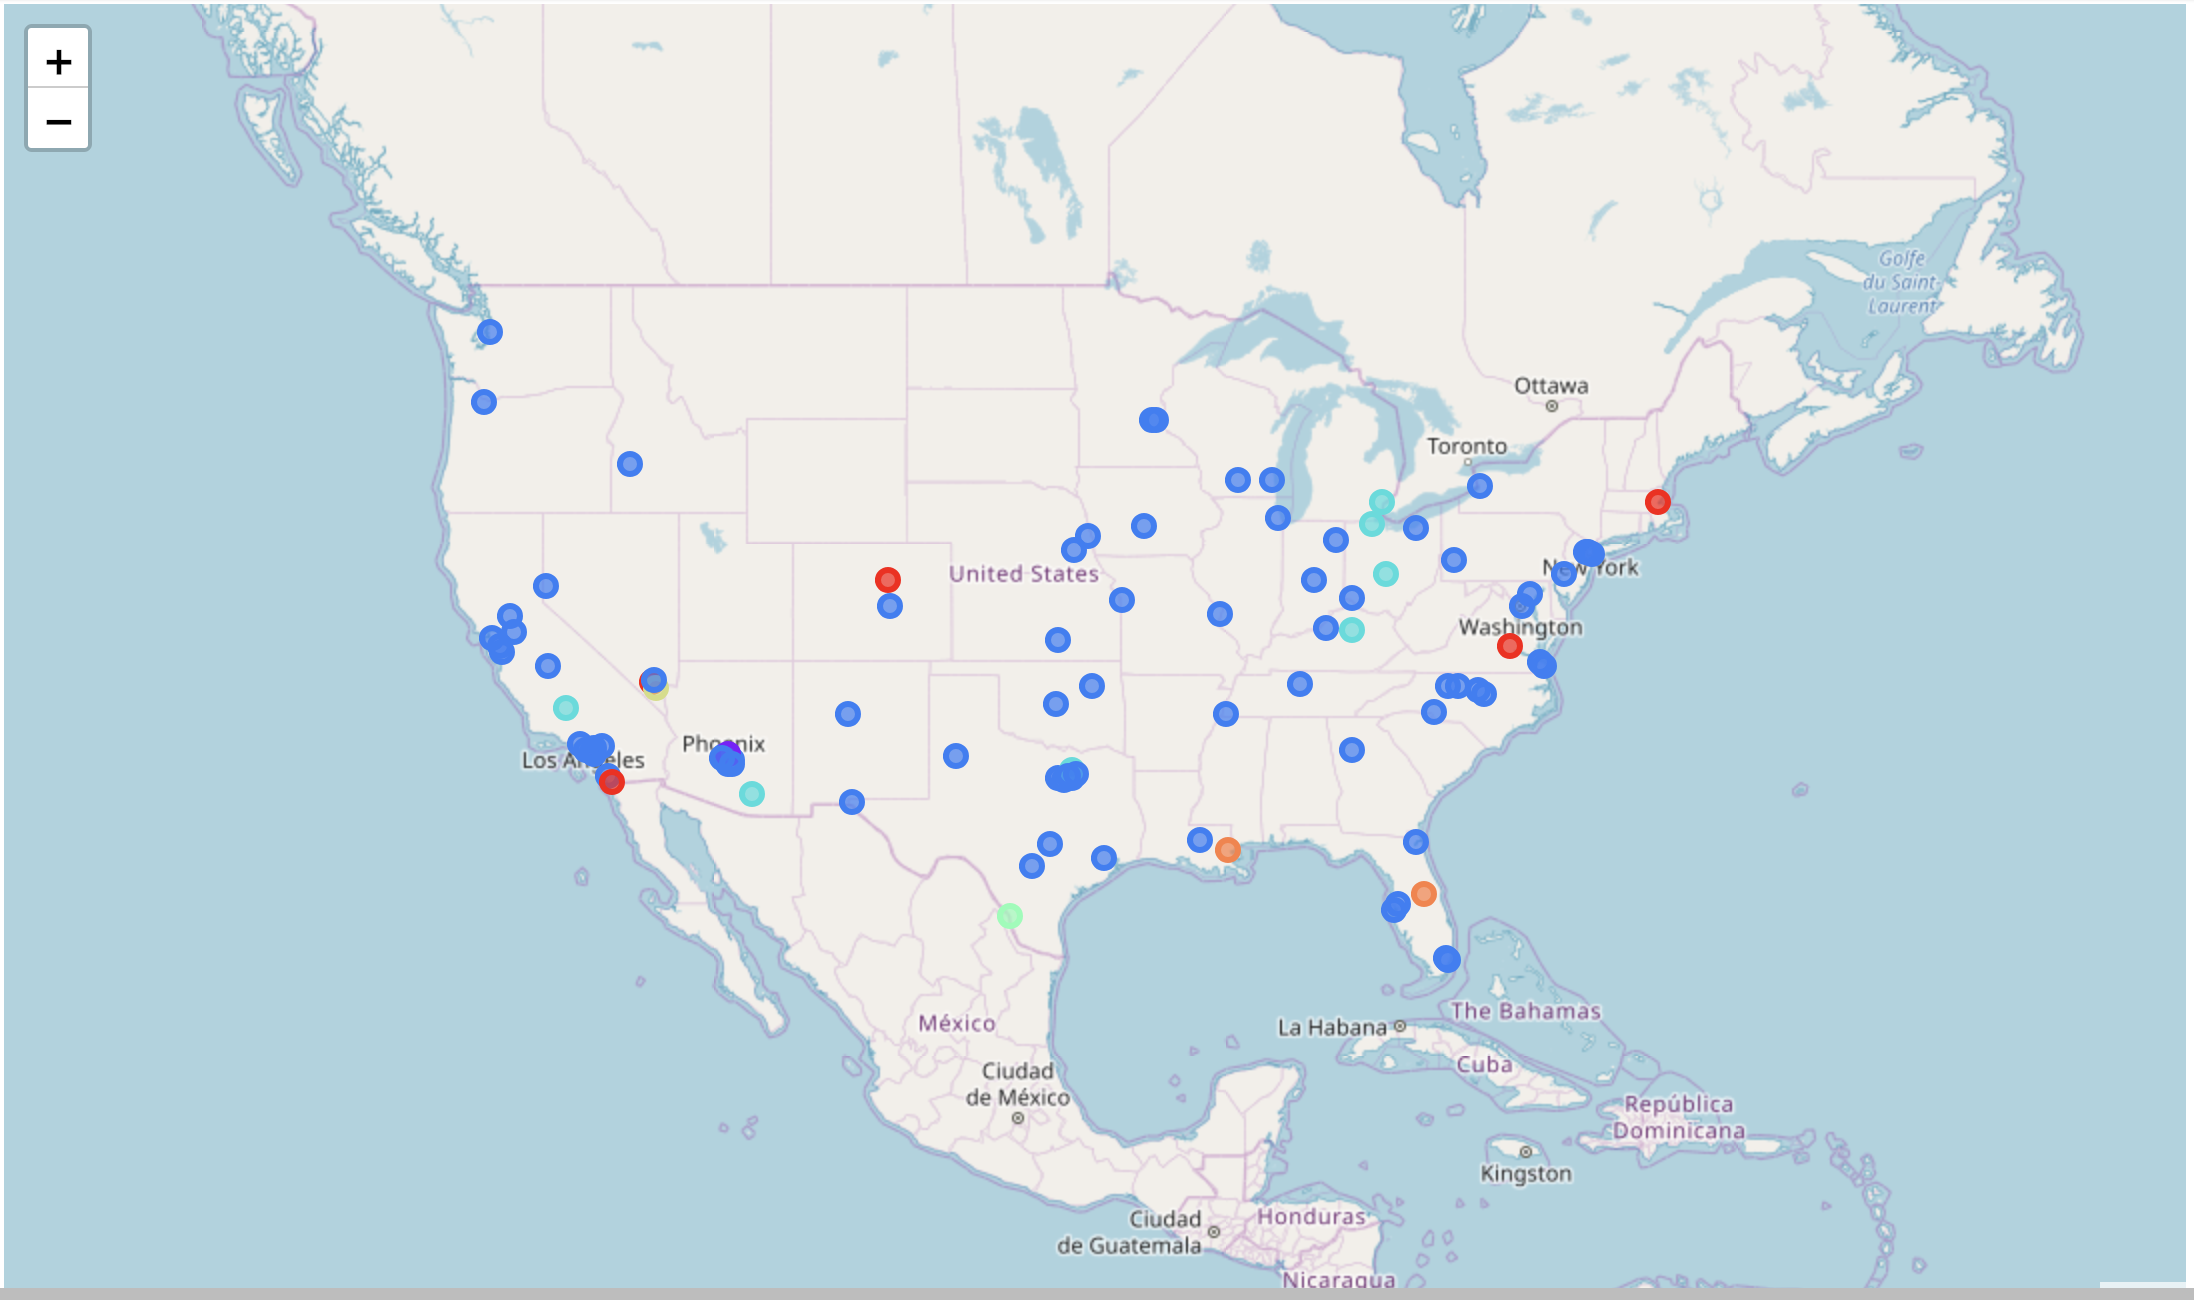 +
−
Golfe
du Saint-
Laurent
Ottawa
Toronto
United States
New York
Washington
Phoenix
Los Angeles
México
La Habana
The Bahamas
Cuba
Ciudad
de México
República
Dominicana
Kingston
Ciudad
de Guatemala
Honduras
Nicaragua